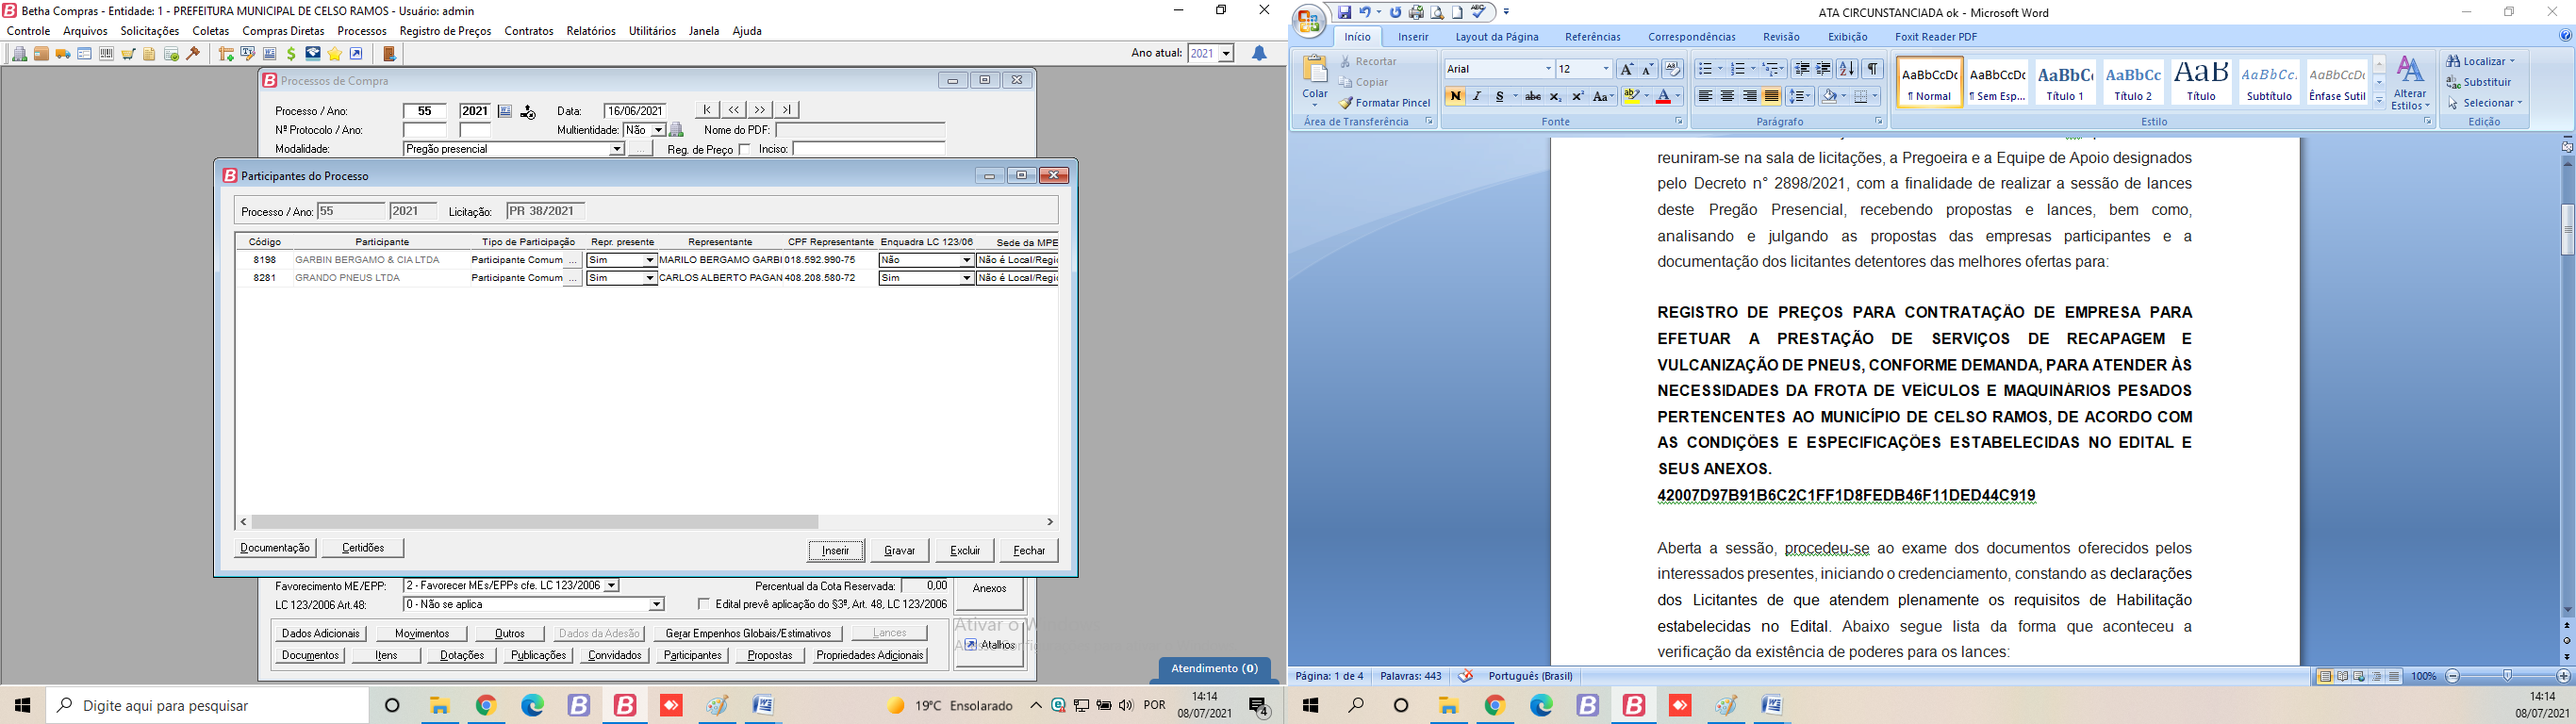 Betha Compras - Entidade: 1 - PREFEITURA MUNICIPAL DE CELSO RAMOS - Usuário: admin
Controle Arquivos Solicitações Coletas Compras Diretas Processos Registro de Preços Contratos Relatórios Utilitários Janela Ajuda
Ano atual: 2021
Processos de Compra
Processo / Ano: 55 2021 Data: 16/06/2021
Nº Protocolo / Ano: Multientidade: Não Nome do PDF:
Modalidade: Pregão presencial ... Reg. de Preço Inciso:
Participantes do Processo
Processo / Ano: 55 2021 Licitação: PR 38/2021
Código Participante Tipo de Participação Repr. presente Representante CPF Representante Enquadra LC 123/06 Sede da MPE
8198 GARBIN BERGAMO & CIA LTDA Participante Comum ... Sim MARILO BERGAMO GARBI 018.592.990-75 Não Não é Local/Regio
8281 GRANDO PNEUS LTDA Participante Comum ... Sim CARLOS ALBERTO PAGAN 408.208.580-72 Sim Não é Local/Regio
Documentação Certidões Inserir Gravar Excluir Fechar
Favorecimento ME/EPP: 2 - Favorecer MEs/EPPs cfe. LC 123/2006 Percentual da Cota Reservada: 0,00 Anexos
LC 123/2006 Art.48: 0 - Não se aplica Edital prevê aplicação do §3º, Art. 48, LC 123/2006
Dados Adicionais Movimentos Outros Dados da Adesão Gerar Empenhos Globais/Estimativos Lances
Ativar o W
Atalhos
Documentos Itens Dotações Publicações Convidados Participantes Propostas Propriedades Adicionais
Atendimento (0)
Digite aqui para pesquisar
19°C Ensolarado POR 14:14 08/07/2021 4
ATA CIRCUNSTANCIADA ok - Microsoft Word
Início Inserir Layout da Página Referências Correspondências Revisão Exibição Foxit Reader PDF
Colar Recortar Copiar Formatar Pincel
Área de Transferência
Arial 12
N I S abc x₂ x² Aa
Fonte
Parágrafo
AaBbCcDc AaBbCcDc AaBbC AaBbCc AaB AaBbCc. AaBbCcDc
¶ Normal ¶ Sem Esp... Título 1 Título 2 Título Subtítulo Ênfase Sutil
Alterar Estilos
Estilo
Localizar
Substituir
Selecionar
Edição
reuniram-se na sala de licitações, a Pregoeira e a Equipe de Apoio designados
pelo Decreto n° 2898/2021, com a finalidade de realizar a sessão de lances
deste Pregão Presencial, recebendo propostas e lances, bem como,
analisando e julgando as propostas das empresas participantes e a
documentação dos licitantes detentores das melhores ofertas para:
REGISTRO DE PREÇOS PARA CONTRATAÇÃO DE EMPRESA PARA
EFETUAR A PRESTAÇÃO DE SERVIÇOS DE RECAPAGEM E
VULCANIZAÇÃO DE PNEUS, CONFORME DEMANDA, PARA ATENDER ÀS
NECESSIDADES DA FROTA DE VEÍCULOS E MAQUINÁRIOS PESADOS
PERTENCENTES AO MUNICÍPIO DE CELSO RAMOS, DE ACORDO COM
AS CONDIÇÕES E ESPECIFICAÇÕES ESTABELECIDAS NO EDITAL E
SEUS ANEXOS.
42007D97B91B6C2C1FF1D8FEDB46F11DED44C919
Aberta a sessão, procedeu-se ao exame dos documentos oferecidos pelos
interessados presentes, iniciando o credenciamento, constando as declarações
dos Licitantes de que atendem plenamente os requisitos de Habilitação
estabelecidas no Edital. Abaixo segue lista da forma que aconteceu a
verificação da existência de poderes para os lances:
Página: 1 de 4 Palavras: 443 Português (Brasil) 100%
14:14
08/07/2021